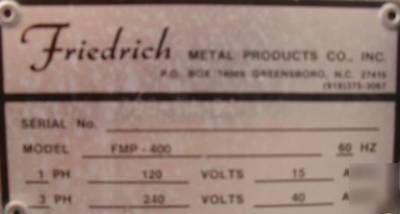 Friedrich METAL PRODUCTS CO., INC.
P.O. BOX GREENSBORO, N.C. 27415
SERIAL No.
MODEL FMP - 400 60 HZ
1 PH 120 VOLTS 15 A
3 PH 240 VOLTS 40 A